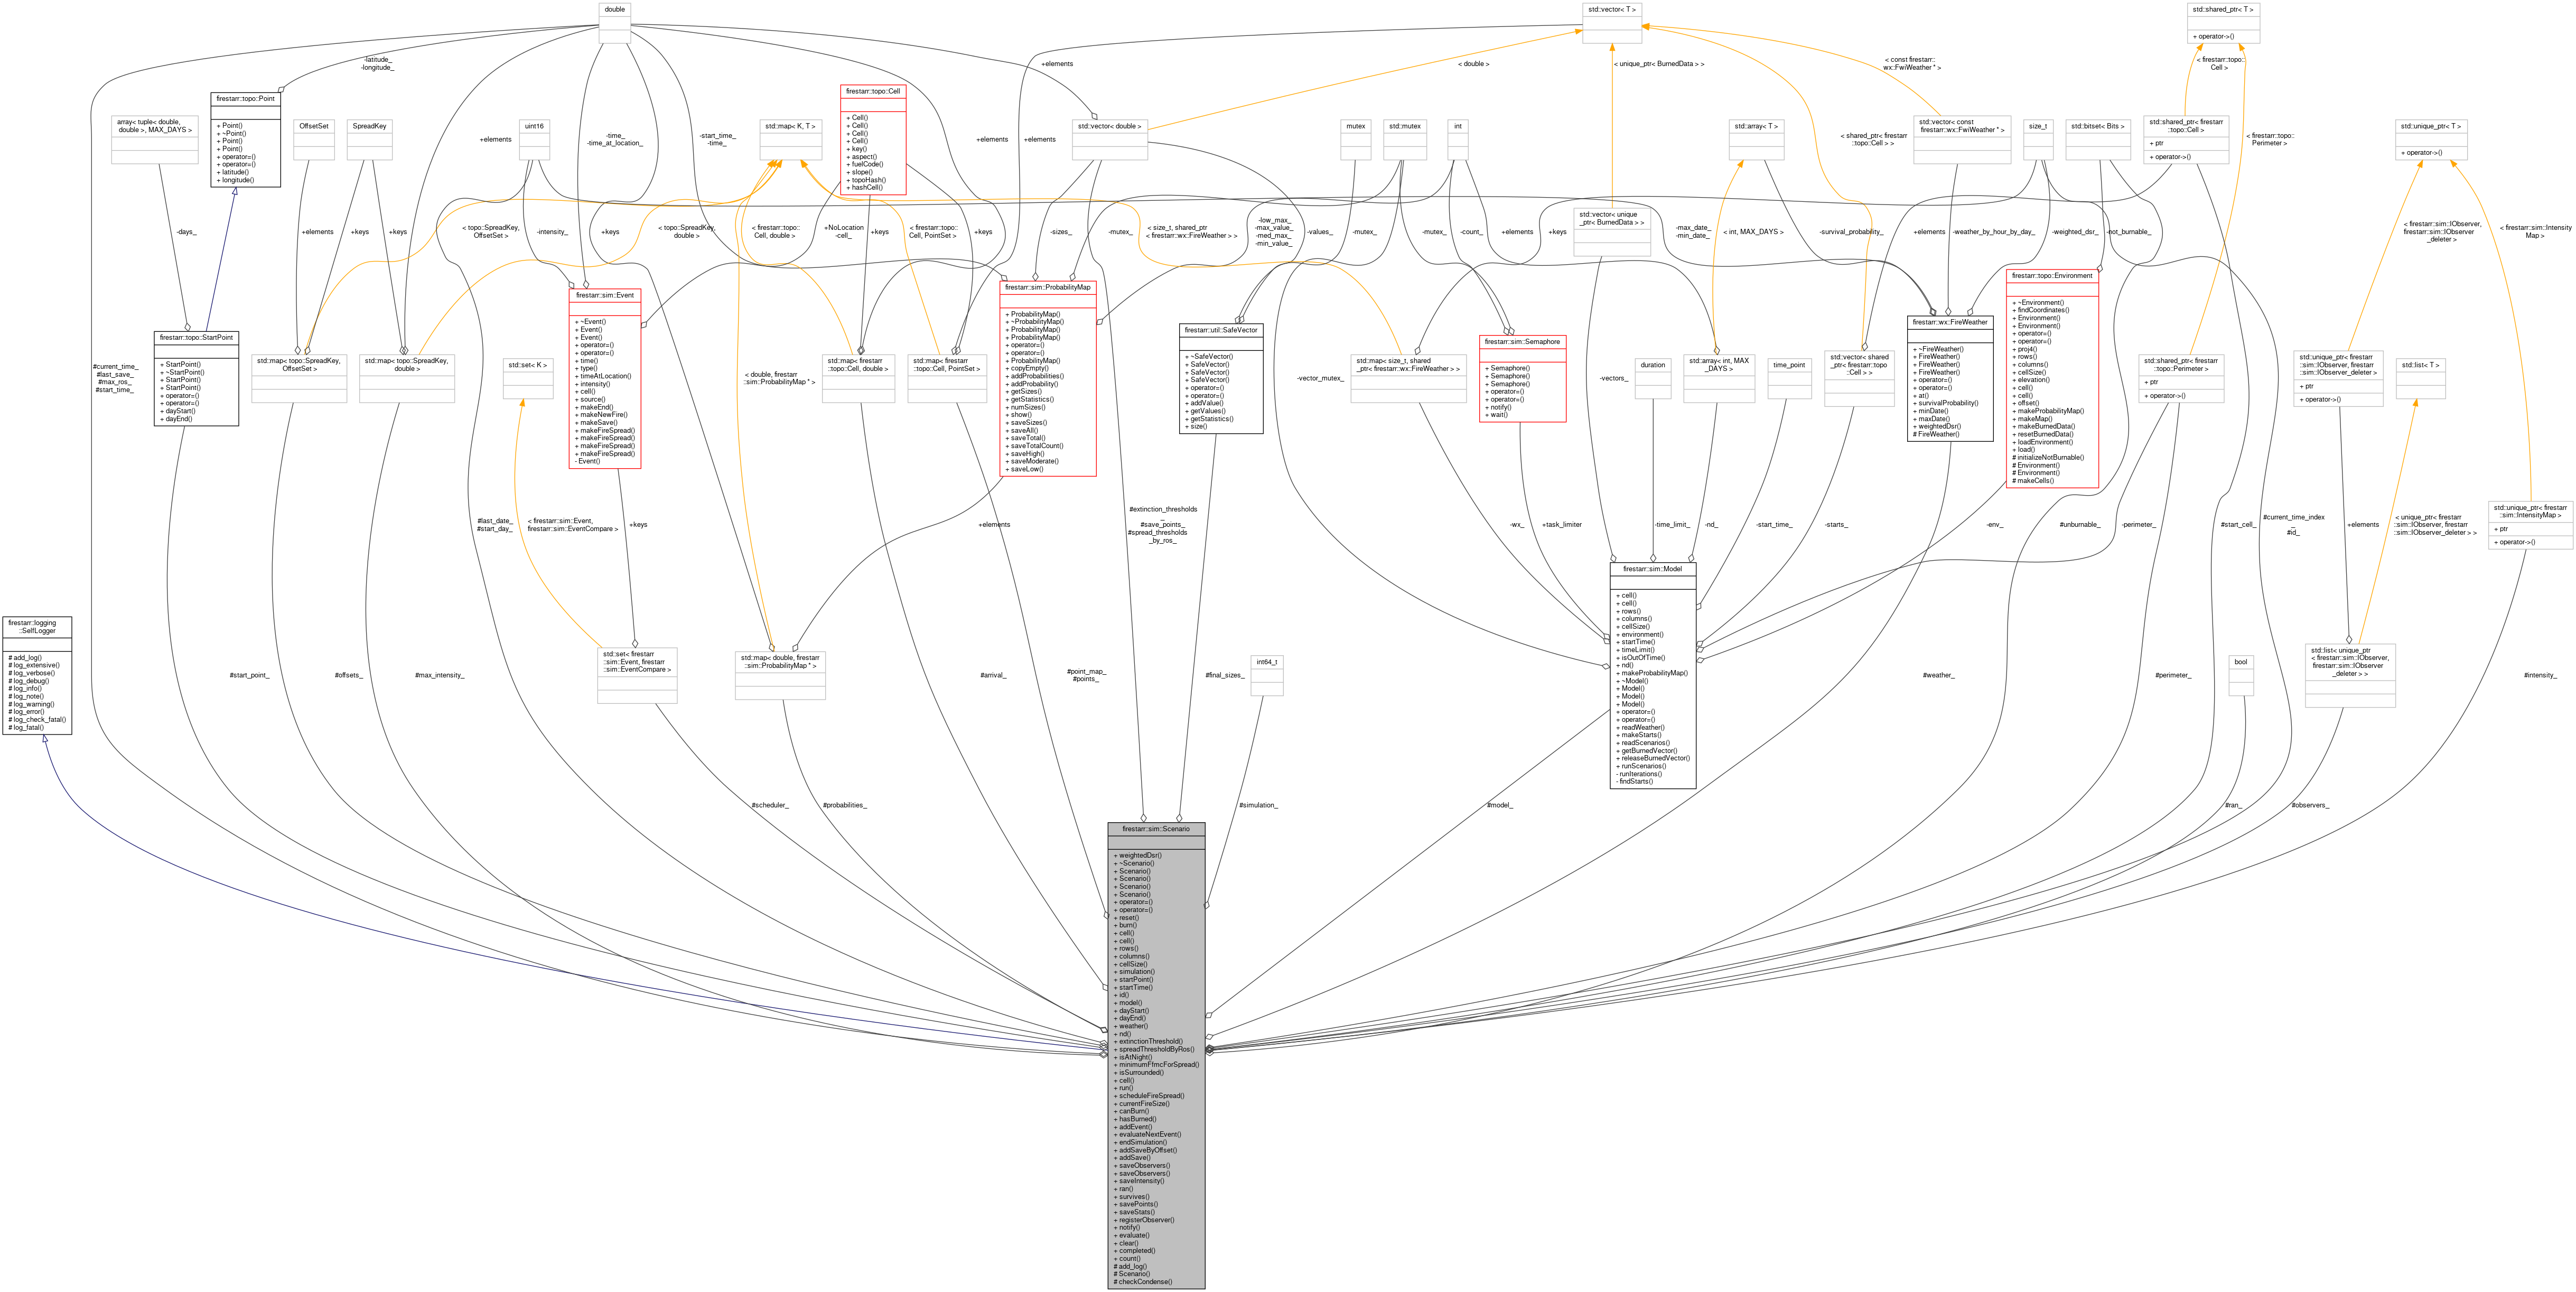 double
std::vector< T >
std::shared_ptr< T >
+ operator->()
-latitude_
-longitude_
+elements
< double >
< unique_ptr< BurnedData > >
< const firestarr::
wx::FwiWeather * >
< firestarr::topo::
Cell >
firestarr::topo::Point
+ Point()
+ ~Point()
+ Point()
+ Point()
+ operator=()
+ operator=()
+ latitude()
+ longitude()
firestarr::topo::Cell
+ Cell()
+ Cell()
+ Cell()
+ Cell()
+ key()
+ aspect()
+ fuelCode()
+ slope()
+ topoHash()
+ hashCell()
array< tuple< double,
double >, MAX_DAYS >
OffsetSet
SpreadKey
uint16
std::map< K, T >
std::vector< double >
mutex
std::mutex
int
std::array< T >
std::vector< const
firestarr::wx::FwiWeather * >
size_t
std::bitset< Bits >
std::shared_ptr< firestarr
::topo::Cell >
+ ptr
+ operator->()
std::unique_ptr< T >
+ operator->()
+elements
-time_
-time_at_location_
-start_time_
-time_
+elements
+elements
< shared_ptr< firestarr
::topo::Cell > >
< firestarr::topo::
Perimeter >
-days_
+elements
+keys
+keys
< topo::SpreadKey,
OffsetSet >
-intensity_
+keys
< topo::SpreadKey,
double >
< firestarr::topo::
Cell, double >
+NoLocation
-cell_
+keys
< firestarr::topo::
Cell, PointSet >
+keys
-sizes_
-mutex_
< size_t, shared_ptr
< firestarr::wx::FireWeather > >
-low_max_
-max_value_
-med_max_
-min_value_
-values_
-mutex_
-mutex_
-count_
+elements
+keys
std::vector< unique
_ptr< BurnedData > >
-max_date_
-min_date_
< int, MAX_DAYS >
-survival_probability_
+elements
-weather_by_hour_by_day_
-weighted_dsr_
-not_burnable_
< firestarr::sim::IObserver,
firestarr::sim::IObserver
_deleter >
< firestarr::sim::Intensity
Map >
firestarr::topo::StartPoint
+ StartPoint()
+ ~StartPoint()
+ StartPoint()
+ StartPoint()
+ operator=()
+ operator=()
+ dayStart()
+ dayEnd()
std::map< topo::SpreadKey,
OffsetSet >
std::map< topo::SpreadKey,
double >
std::set< K >
firestarr::sim::Event
+ ~Event()
+ Event()
+ Event()
+ operator=()
+ operator=()
+ time()
+ type()
+ timeAtLocation()
+ intensity()
+ cell()
+ source()
+ makeEnd()
+ makeNewFire()
+ makeSave()
+ makeFireSpread()
+ makeFireSpread()
+ makeFireSpread()
+ makeFireSpread()
- Event()
std::map< firestarr
::topo::Cell, double >
std::map< firestarr
::topo::Cell, PointSet >
firestarr::sim::ProbabilityMap
+ ProbabilityMap()
+ ~ProbabilityMap()
+ ProbabilityMap()
+ ProbabilityMap()
+ operator=()
+ operator=()
+ ProbabilityMap()
+ copyEmpty()
+ addProbabilities()
+ addProbability()
+ getSizes()
+ getStatistics()
+ numSizes()
+ show()
+ saveSizes()
+ saveAll()
+ saveTotal()
+ saveTotalCount()
+ saveHigh()
+ saveModerate()
+ saveLow()
firestarr::util::SafeVector
+ ~SafeVector()
+ SafeVector()
+ SafeVector()
+ SafeVector()
+ operator=()
+ operator=()
+ addValue()
+ getValues()
+ getStatistics()
+ size()
std::map< size_t, shared
_ptr< firestarr::wx::FireWeather > >
firestarr::sim::Semaphore
+ Semaphore()
+ Semaphore()
+ Semaphore()
+ operator=()
+ operator=()
+ notify()
+ wait()
duration
std::array< int, MAX
_DAYS >
time_point
std::vector< shared
_ptr< firestarr::topo
::Cell > >
firestarr::wx::FireWeather
+ ~FireWeather()
+ FireWeather()
+ FireWeather()
+ FireWeather()
+ operator=()
+ operator=()
+ at()
+ survivalProbability()
+ minDate()
+ maxDate()
+ weightedDsr()
# FireWeather()
firestarr::topo::Environment
+ ~Environment()
+ findCoordinates()
+ Environment()
+ Environment()
+ operator=()
+ operator=()
+ proj4()
+ rows()
+ columns()
+ cellSize()
+ elevation()
+ cell()
+ cell()
+ offset()
+ makeProbabilityMap()
+ makeMap()
+ makeBurnedData()
+ resetBurnedData()
+ loadEnvironment()
+ load()
# initializeNotBurnable()
# Environment()
# Environment()
# makeCells()
std::shared_ptr< firestarr
::topo::Perimeter >
+ ptr
+ operator->()
std::unique_ptr< firestarr
::sim::IObserver, firestarr
::sim::IObserver_deleter >
+ ptr
+ operator->()
std::list< T >
#current_time_
#last_save_
#max_ros_
#start_time_
< double, firestarr
::sim::ProbabilityMap * >
-vector_mutex_
-vectors_
std::unique_ptr< firestarr
::sim::IntensityMap >
+ ptr
+ operator->()
#last_date_
#start_day_
< firestarr::sim::Event,
firestarr::sim::EventCompare >
+keys
+elements
#extinction_thresholds
_
#save_points_
#spread_thresholds
_by_ros_
-wx_
+task_limiter
-time_limit_
-nd_
-start_time_
-starts_
-env_
#unburnable_
-perimeter_
#start_cell_
#current_time_index
_
#id_
+elements
< unique_ptr< firestarr
::sim::IObserver, firestarr
::sim::IObserver_deleter > >
firestarr::sim::Model
+ cell()
+ cell()
+ rows()
+ columns()
+ cellSize()
+ environment()
+ startTime()
+ timeLimit()
+ isOutOfTime()
+ nd()
+ makeProbabilityMap()
+ ~Model()
+ Model()
+ Model()
+ Model()
+ operator=()
+ operator=()
+ readWeather()
+ makeStarts()
+ readScenarios()
+ getBurnedVector()
+ releaseBurnedVector()
+ runScenarios()
- runIterations()
- findStarts()
firestarr::logging
::SelfLogger
# add_log()
# log_extensive()
# log_verbose()
# log_debug()
# log_info()
# log_note()
# log_warning()
# log_error()
# log_check_fatal()
# log_fatal()
#start_point_
#offsets_
#max_intensity_
std::set< firestarr
::sim::Event, firestarr
::sim::EventCompare >
std::map< double, firestarr
::sim::ProbabilityMap * >
#arrival_
#point_map_
#points_
#final_sizes_
int64_t
#weather_
#perimeter_
bool
std::list< unique_ptr
< firestarr::sim::IObserver,
firestarr::sim::IObserver
_deleter > >
#intensity_
#scheduler_
#probabilities_
#simulation_
#model_
#ran_
#observers_
firestarr::sim::Scenario
+ weightedDsr()
+ ~Scenario()
+ Scenario()
+ Scenario()
+ Scenario()
+ Scenario()
+ operator=()
+ operator=()
+ reset()
+ burn()
+ cell()
+ cell()
+ rows()
+ columns()
+ cellSize()
+ simulation()
+ startPoint()
+ startTime()
+ id()
+ model()
+ dayStart()
+ dayEnd()
+ weather()
+ nd()
+ extinctionThreshold()
+ spreadThresholdByRos()
+ isAtNight()
+ minimumFfmcForSpread()
+ isSurrounded()
+ cell()
+ run()
+ scheduleFireSpread()
+ currentFireSize()
+ canBurn()
+ hasBurned()
+ addEvent()
+ evaluateNextEvent()
+ endSimulation()
+ addSaveByOffset()
+ addSave()
+ saveObservers()
+ saveObservers()
+ saveIntensity()
+ ran()
+ survives()
+ savePoints()
+ saveStats()
+ registerObserver()
+ notify()
+ evaluate()
+ clear()
+ completed()
+ count()
# add_log()
# Scenario()
# checkCondense()